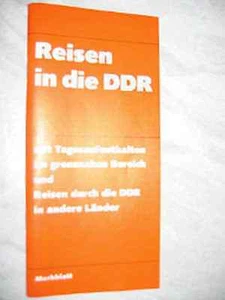 Reisen
in die DDR
mit Tagesaufenthalten
im grenznahen Bereich
und
Reisen durch die DDR
in andere Länder
Merkblatt